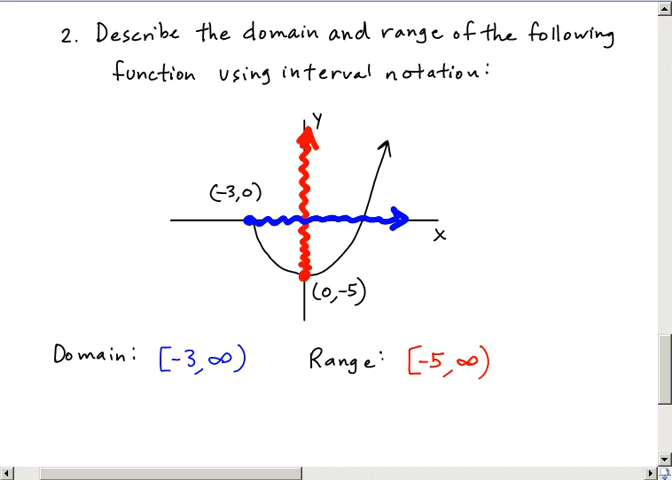 2. Describe the domain and range of the following
function using interval notation:
Y
(-3,0)
X
(0,-5)
Domain: [-3,∞) Range: [-5,∞)